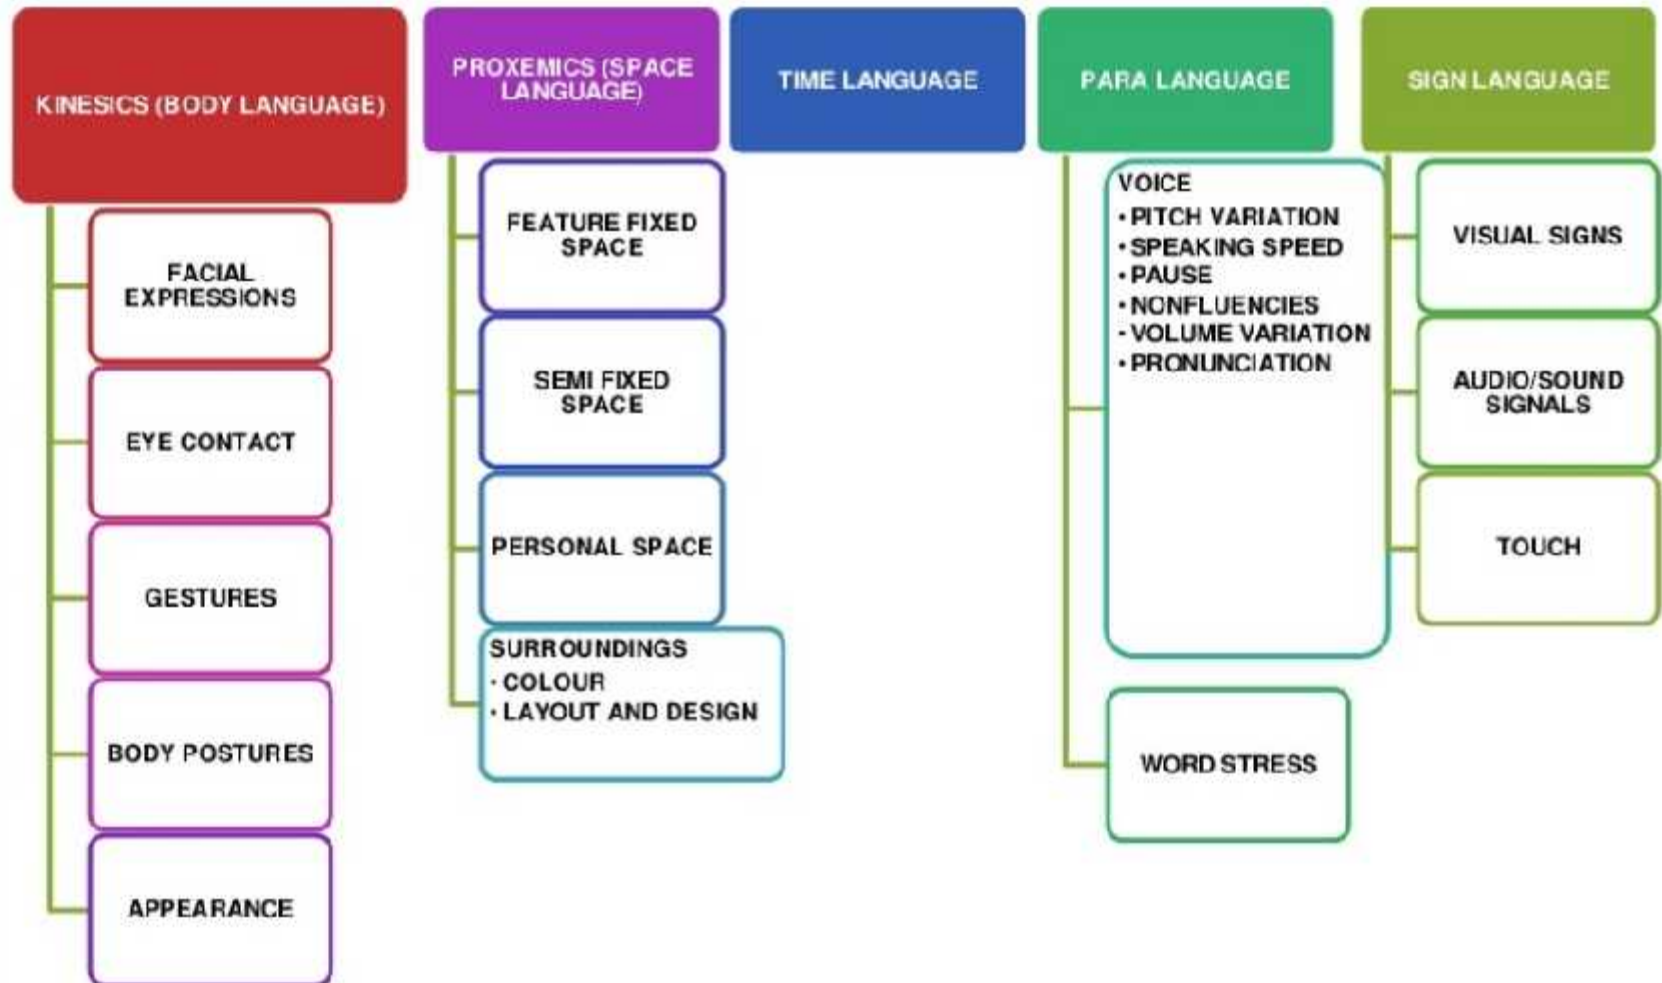 KINESICS (BODY LANGUAGE)
FACIAL
EXPRESSIONS
EYE CONTACT
GESTURES
BODY POSTURES
APPEARANCE
PROXEMICS (SPACE
LANGUAGE)
FEATURE FIXED
SPACE
SEMI FIXED
SPACE
PERSONAL SPACE
SURROUNDINGS
• COLOUR
• LAYOUT AND DESIGN
TIME LANGUAGE
PARA LANGUAGE
VOICE
• PITCH VARIATION
• SPEAKING SPEED
• PAUSE
• NONFLUENCIES
• VOLUME VARIATION
• PRONUNCIATION
WORD STRESS
SIGN LANGUAGE
VISUAL SIGNS
AUDIO/SOUND
SIGNALS
TOUCH